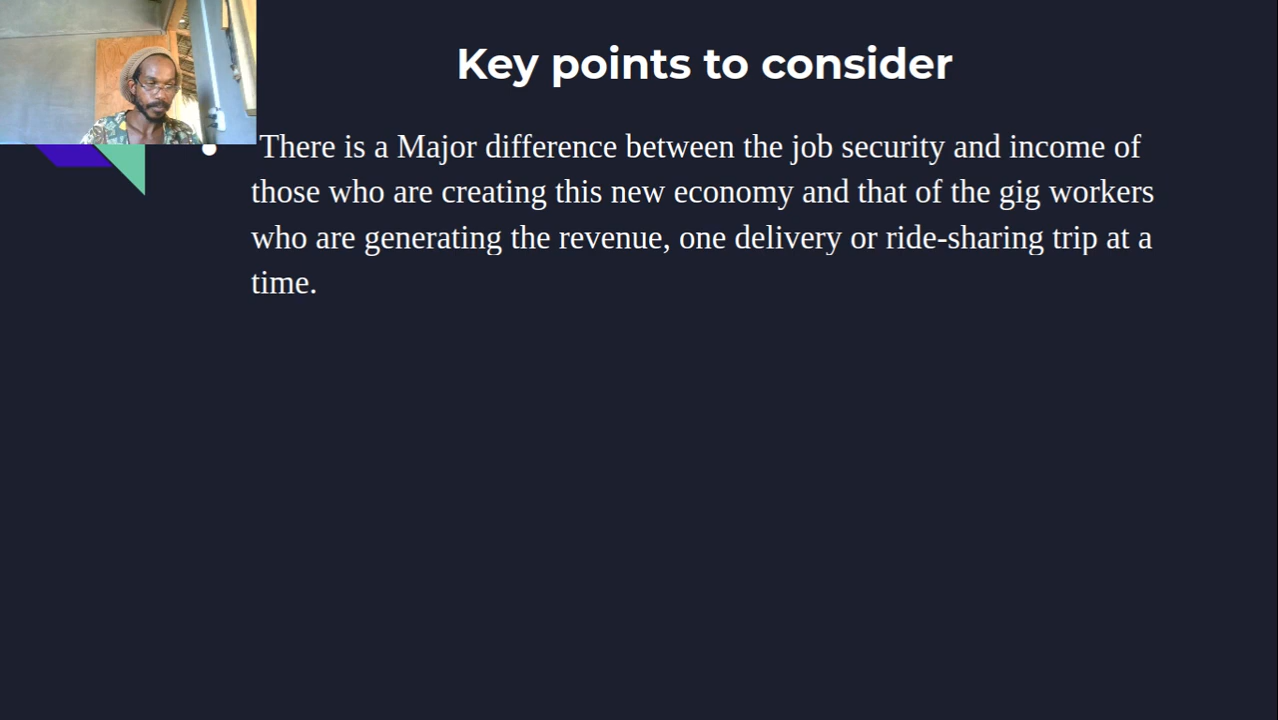 Key points to consider
There is a Major difference between the job security and income of
those who are creating this new economy and that of the gig workers
who are generating the revenue, one delivery or ride-sharing trip at a
time.